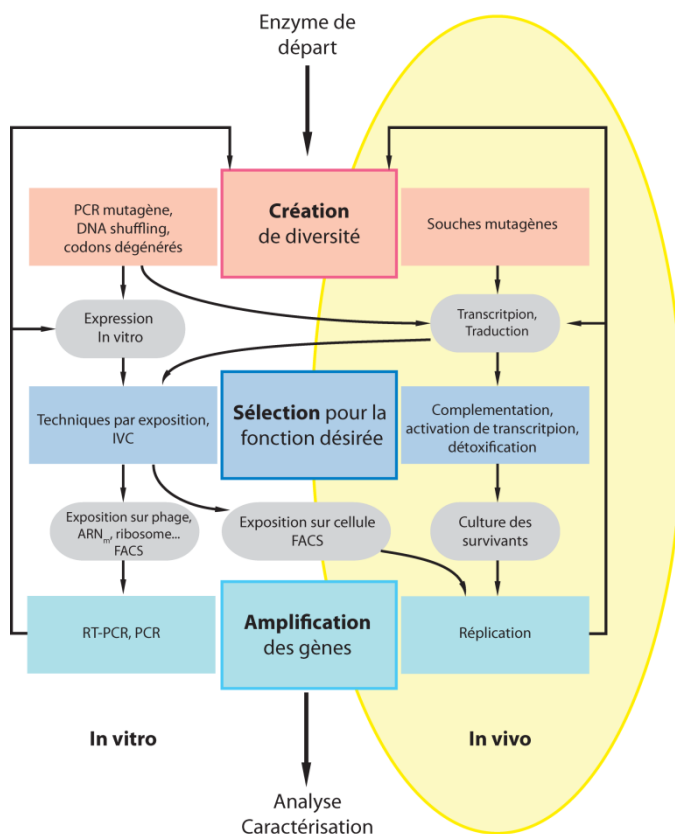 Enzyme de
départ
PCR mutagène,
DNA shuffling,
codons dégénérés
Création
de diversité
Souches mutagènes
Expression
In vitro
Transcritpion,
Traduction
Techniques par exposition,
IVC
Sélection pour la
fonction désirée
Complementation,
activation de transcritpion,
détoxification
Exposition sur phage,
ARNm, ribosome...
FACS
Exposition sur cellule
FACS
Culture des
survivants
RT-PCR, PCR
Amplification
des gènes
Réplication
In vitro
In vivo
Analyse
Caractérisation